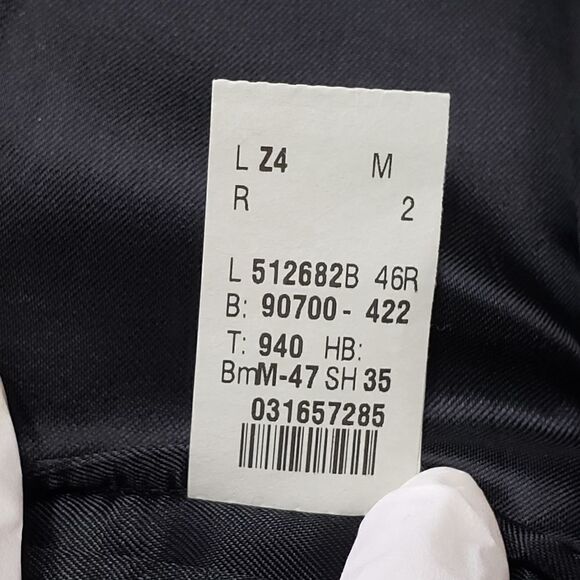 L Z4 M
R 2
L 512682B 46R
B: 90700- 422
T: 940 HB:
BmM-47 SH 35
031657285